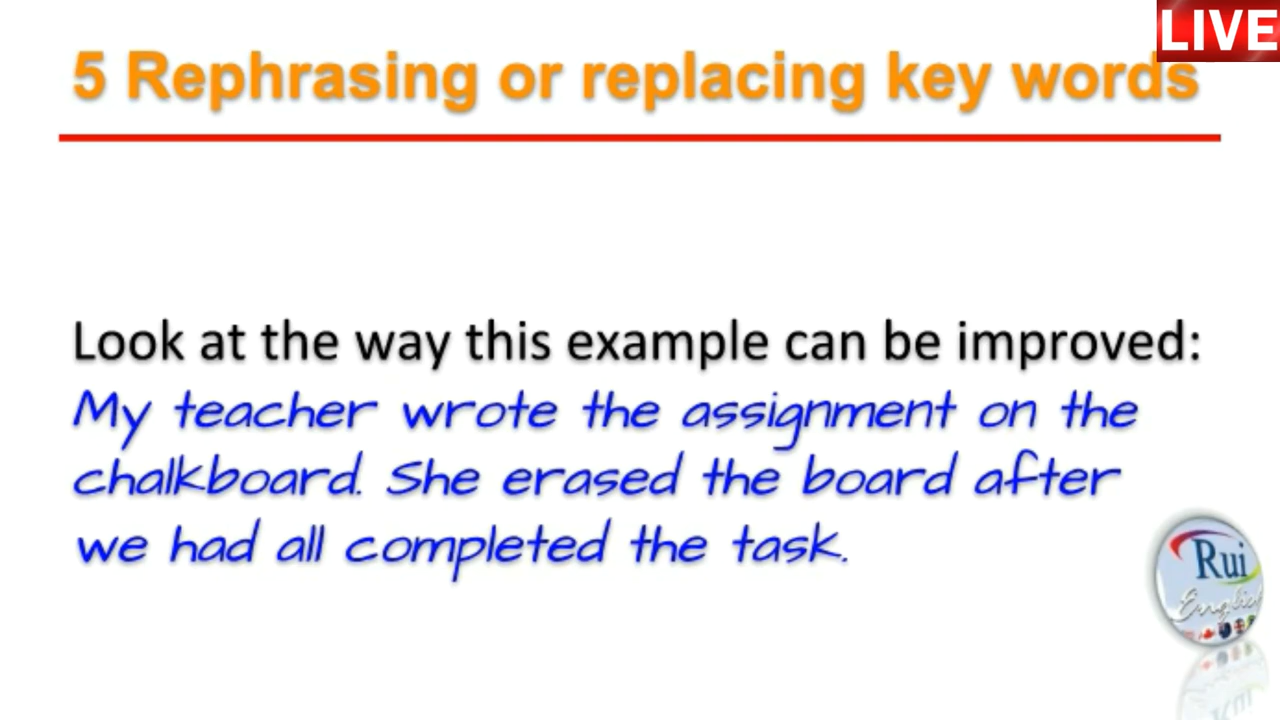 LIVE
5 Rephrasing or replacing key words
Look at the way this example can be improved:
My teacher wrote the assignment on the
chalkboard. She erased the board after
we had all completed the task.
Rui
English